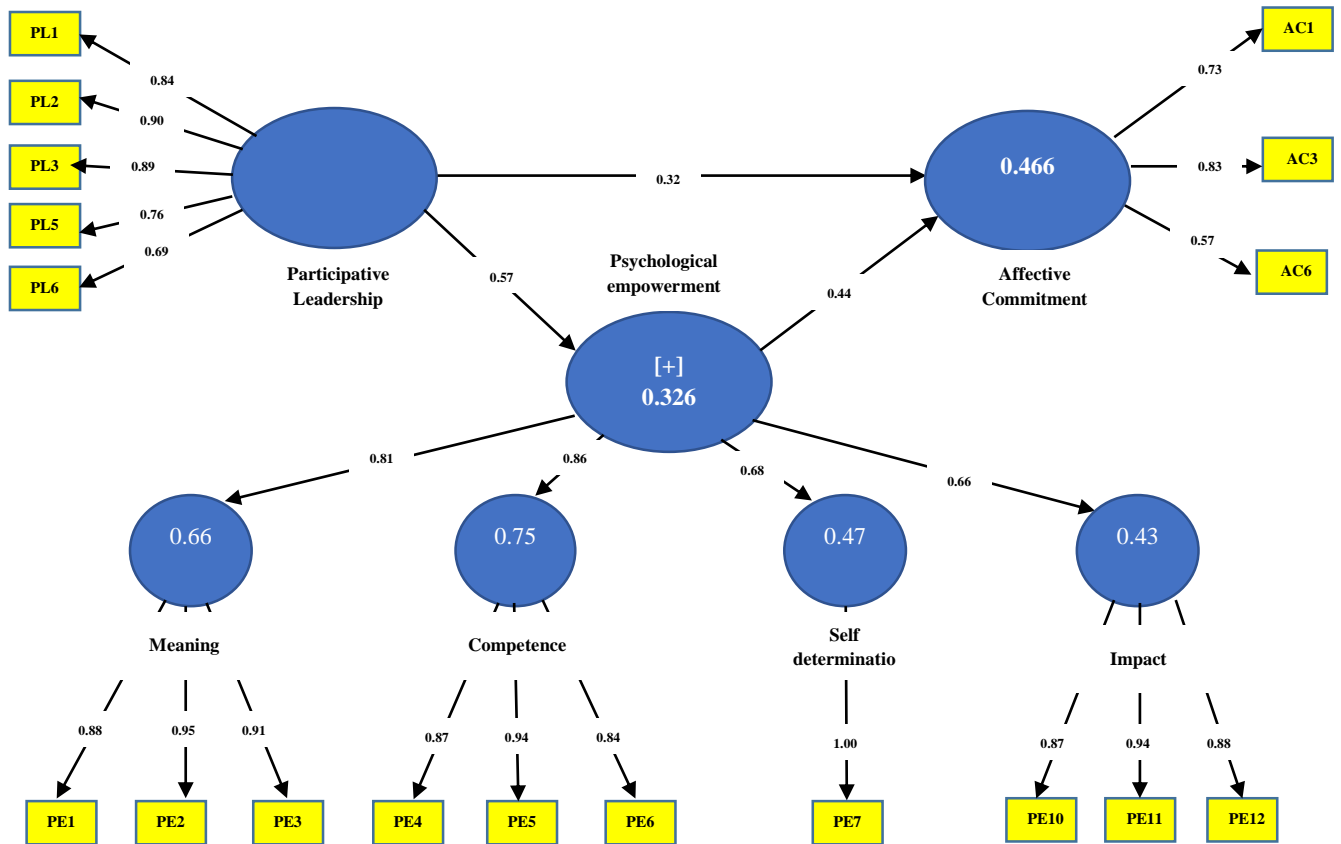 PL1
AC1
0.84
0.73
PL2
0.90
PL3
0.89
0.466
0.83
AC3
0.32
PL5
0.76
PL6
0.69
0.57
AC6
Participative
Leadership
0.57
Psychological
empowerment
0.44
Affective
Commitment
[+]
0.326
0.81
0.86
0.68
0.66
0.66
0.75
0.47
0.43
Meaning
Competence
Self
determinatio
Impact
0.88
0.95
0.91
0.87
0.94
0.84
1.00
0.87
0.94
0.88
PE1
PE2
PE3
PE4
PE5
PE6
PE7
PE10
PE11
PE12